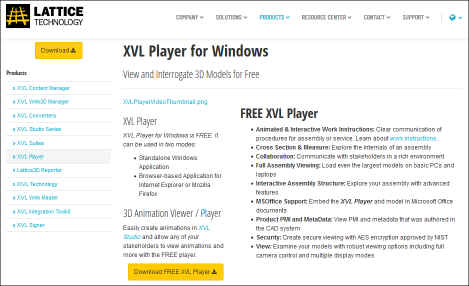 LATTICE
TECHNOLOGY
COMPANY
SOLUTIONS
PRODUCTS
RESOURCE CENTER
CONTACT
SUPPORT
Download
Products
» XVL Content Manager
» XVL Web3D Manager
» XVL Converters
» XVL Studio Series
» XVL Suites
» XVL Player
» Lattice3D Reporter
» XVL Technology
» XVL Web Master
» XVL Integration Toolkit
» XVL Signer
XVL Player for Windows
View and Interrogate 3D Models for Free
XVLPlayerVideoThumbnail.png
XVL Player
XVL Player for Windows is FREE. It
can be used in two modes:
• Standalone Windows
Application
• Browser-based Application for
Internet Explorer or Mozilla
Firefox
3D Animation Viewer / Player
Easily create animations in XVL
Studio and allow any of your
stakeholders to view animations
and more with the FREE player.
Download FREE XVL Player
FREE XVL Player
• Animated & Interactive Work Instructions: Clear communication
of procedures for assembly or service. Learn about work instructions
• Cross Section & Measure: Explore the internals of an assembly
• Collaboration: Communicate with stakeholders in a rich environment
• Full Assembly Viewing: Load even the largest models on basic PCs and
laptops
• Interactive Assembly Structure: Explore your assembly with advanced
features
• MSOffice Support: Embed the XVL Player and model in Microsoft Office
documents
• Product PMI and MetaData: View PMI and metadata that was authored in
the CAD system
• Security: Create secure viewing with AES encryption approved by NIST
• View: Examine your models with robust viewing options including full
camera control and multiple display modes